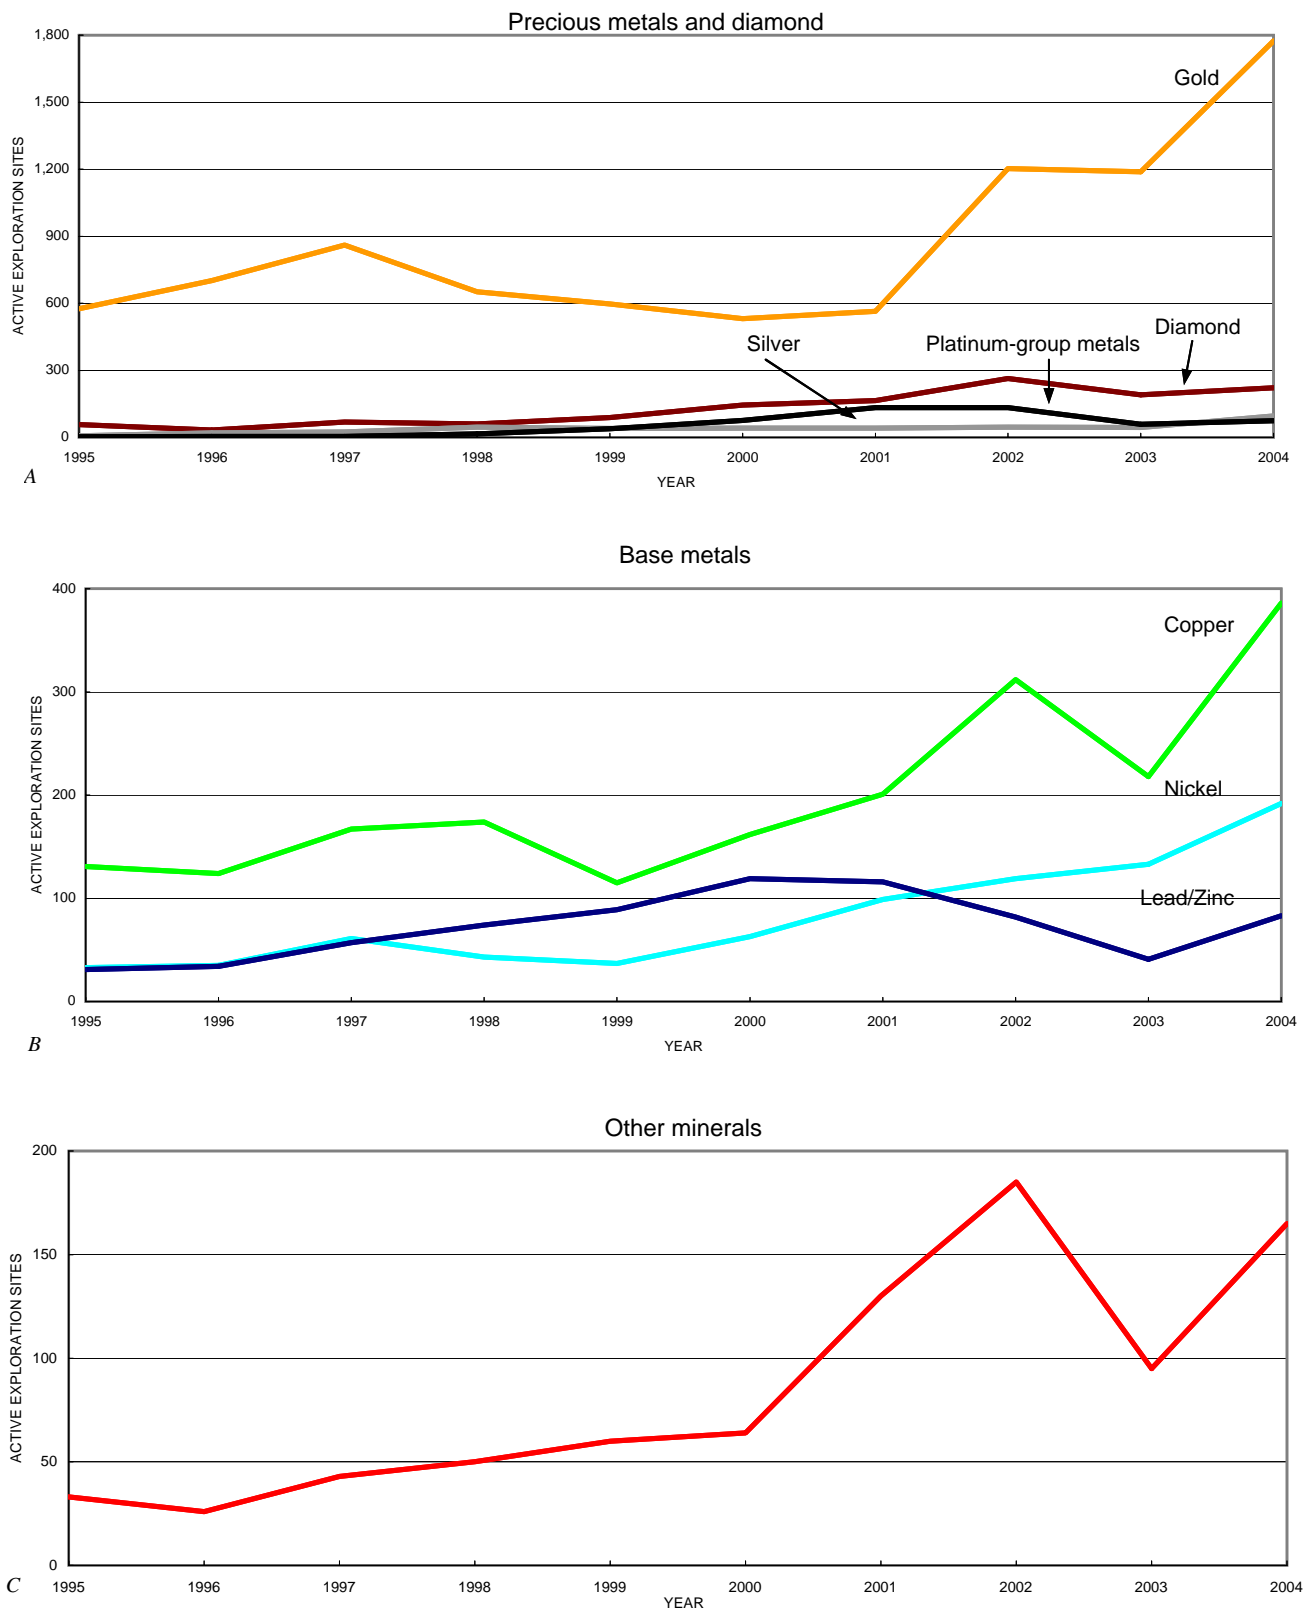 Precious metals and diamond
1,800
1,500
1,200
900
600
300
0
ACTIVE EXPLORATION SITES
Gold
Silver
Platinum-group metals
Diamond
1995 1996 1997 1998 1999 2000 2001 2002 2003 2004
YEAR
A
Base metals
400
300
200
100
0
ACTIVE EXPLORATION SITES
Copper
Nickel
Lead/Zinc
1995 1996 1997 1998 1999 2000 2001 2002 2003 2004
YEAR
B
Other minerals
200
150
100
50
0
ACTIVE EXPLORATION SITES
1995 1996 1997 1998 1999 2000 2001 2002 2003 2004
YEAR
C